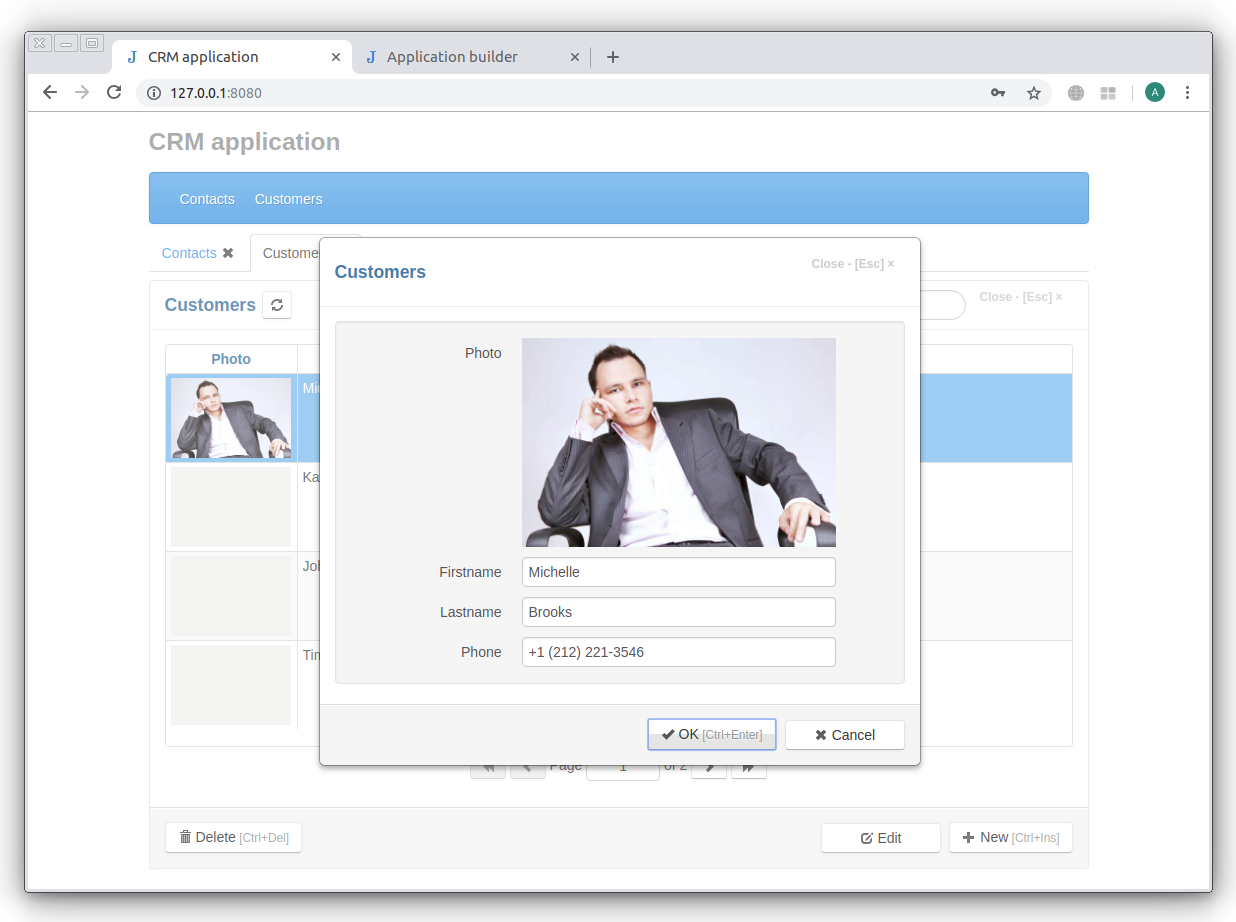 CRM application
Application builder
127.0.0.1:8080
A
CRM application
Contacts Customers
Contacts
Custome
Customers
Close - [Esc] ×
Photo
Mi
Ka
Jo
Tim
Customers
Close - [Esc] ×
Photo
Firstname Michelle
Lastname Brooks
Phone +1 (212) 221-3546
OK [Ctrl+Enter] Cancel
Page 1 of 2
Delete [Ctrl+Del] Edit New [Ctrl+Ins]